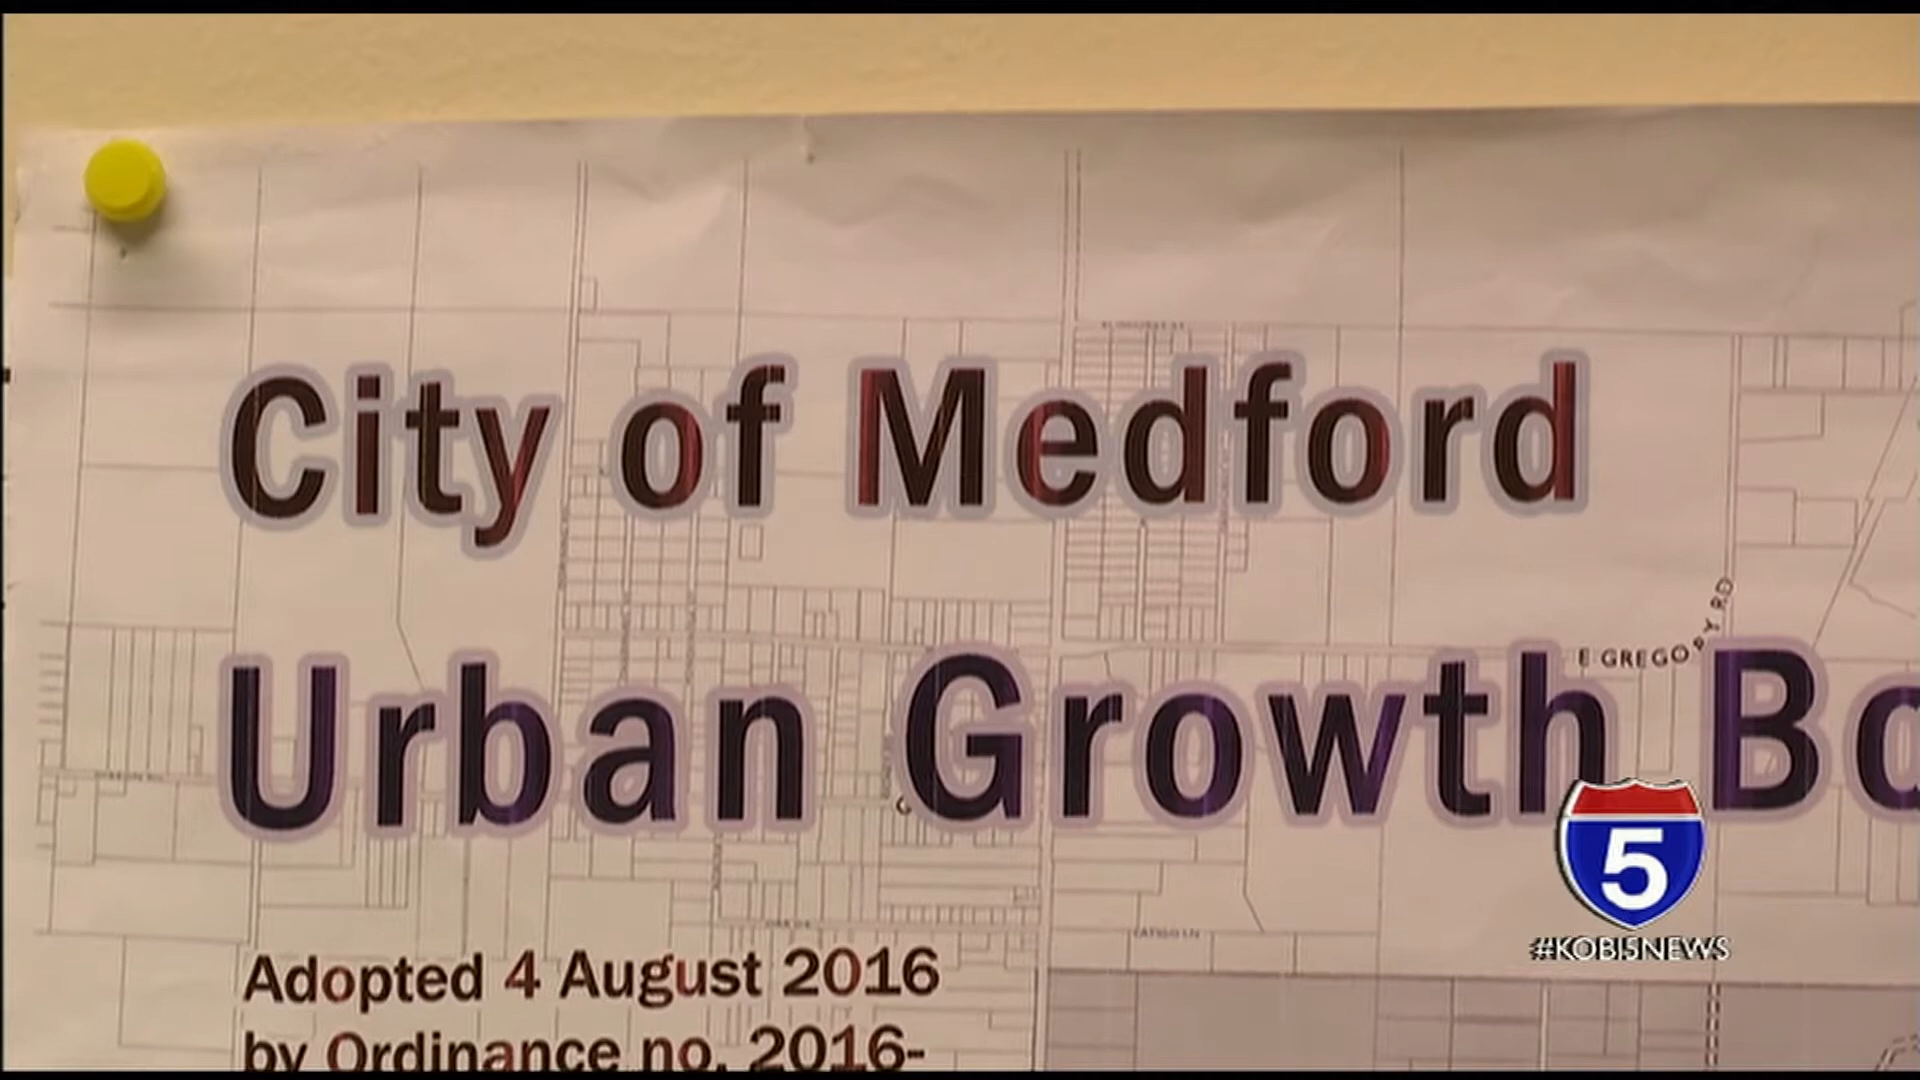 City of Medford
E GREGORY RD
Urban Growth Bo
5
#KOBI5NEWS
Adopted 4 August 2016
by Ordinance no. 2016-